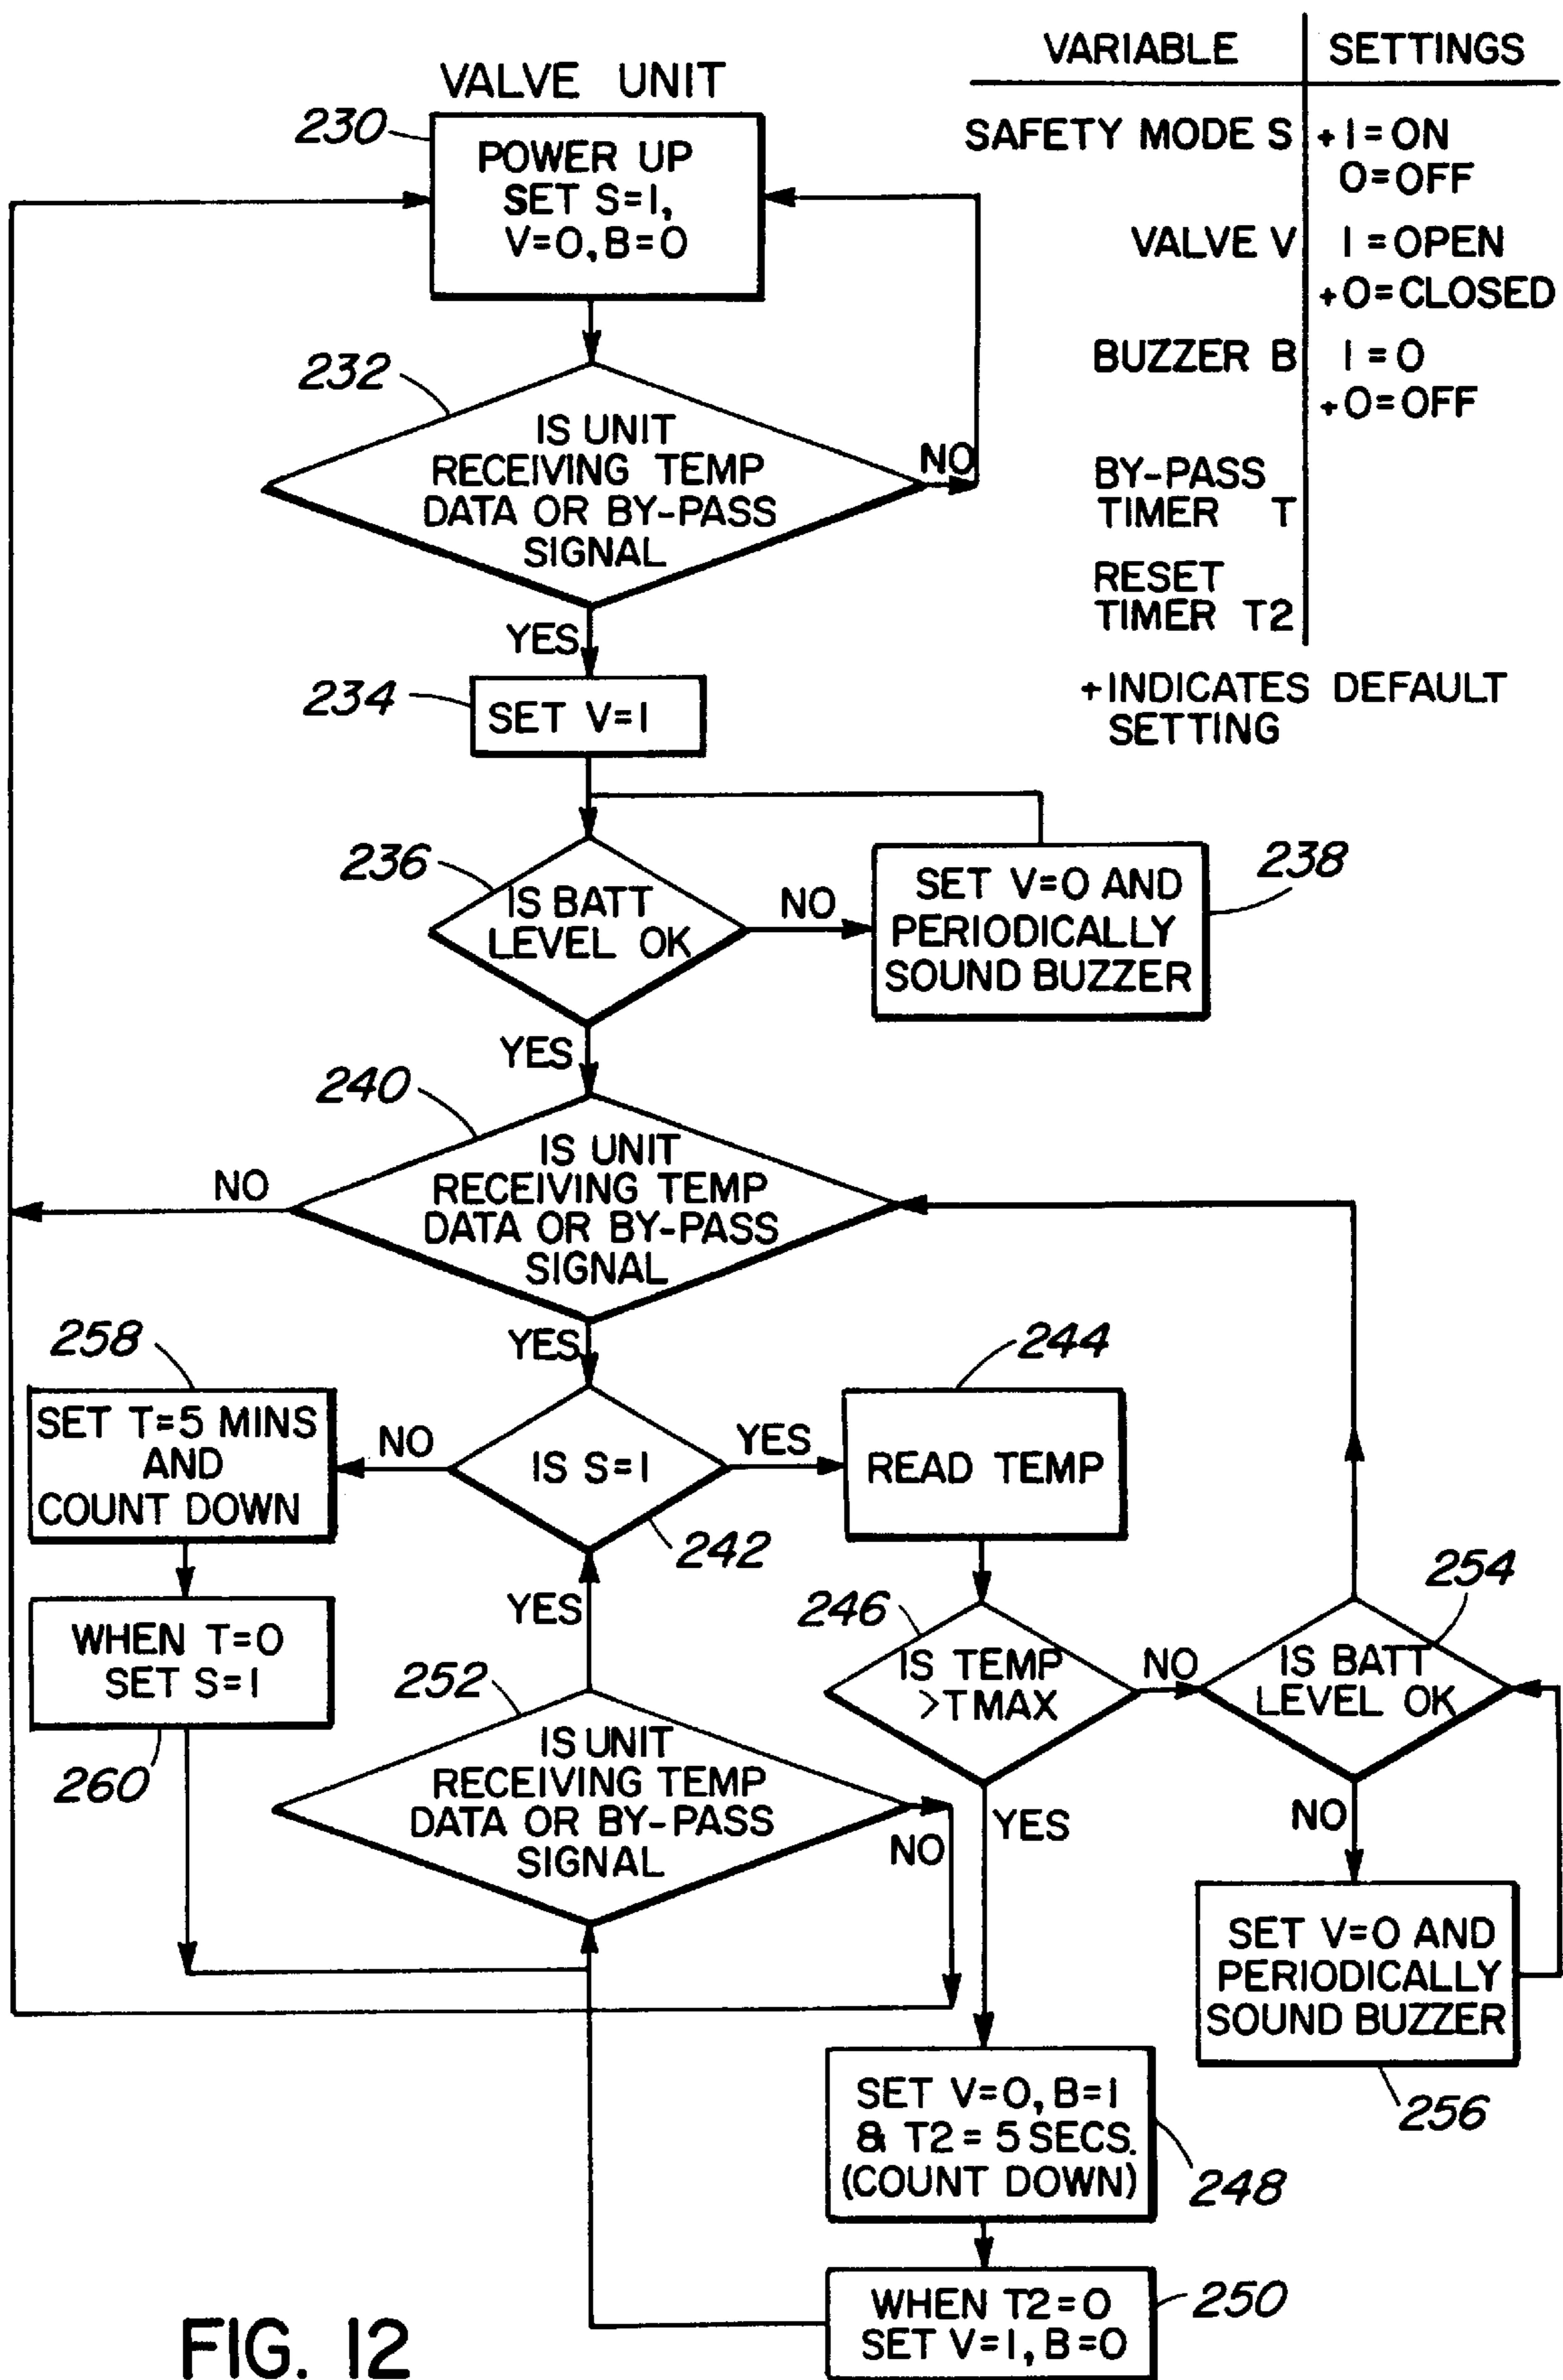 VALVE UNIT
230
POWER UP
SET S=1,
V=0, B=0
VARIABLE SETTINGS
SAFETY MODE S +1=ON
0=OFF
VALVE V 1=OPEN
+0=CLOSED
BUZZER B 1=0
+0=OFF
BY-PASS
TIMER T
RESET
TIMER T2
+INDICATES DEFAULT
SETTING
232
IS UNIT
RECEIVING TEMP
DATA OR BY-PASS
SIGNAL
NO
YES
234
SET V=1
236
IS BATT
LEVEL OK
NO
SET V=0 AND
PERIODICALLY
SOUND BUZZER
238
YES
240
IS UNIT
RECEIVING TEMP
DATA OR BY-PASS
SIGNAL
NO
YES
258
SET T=5 MINS
AND
COUNT DOWN
NO
IS S=1
242
YES
244
READ TEMP
WHEN T=0
SET S=1
260
YES
252
IS UNIT
RECEIVING TEMP
DATA OR BY-PASS
SIGNAL
NO
246
IS TEMP
>TMAX
NO
YES
254
IS BATT
LEVEL OK
NO
SET V=0 AND
PERIODICALLY
SOUND BUZZER
256
SET V=0, B=1
& T2=5 SECS.
(COUNT DOWN)
248
WHEN T2=0
SET V=1, B=0
250
FIG. 12